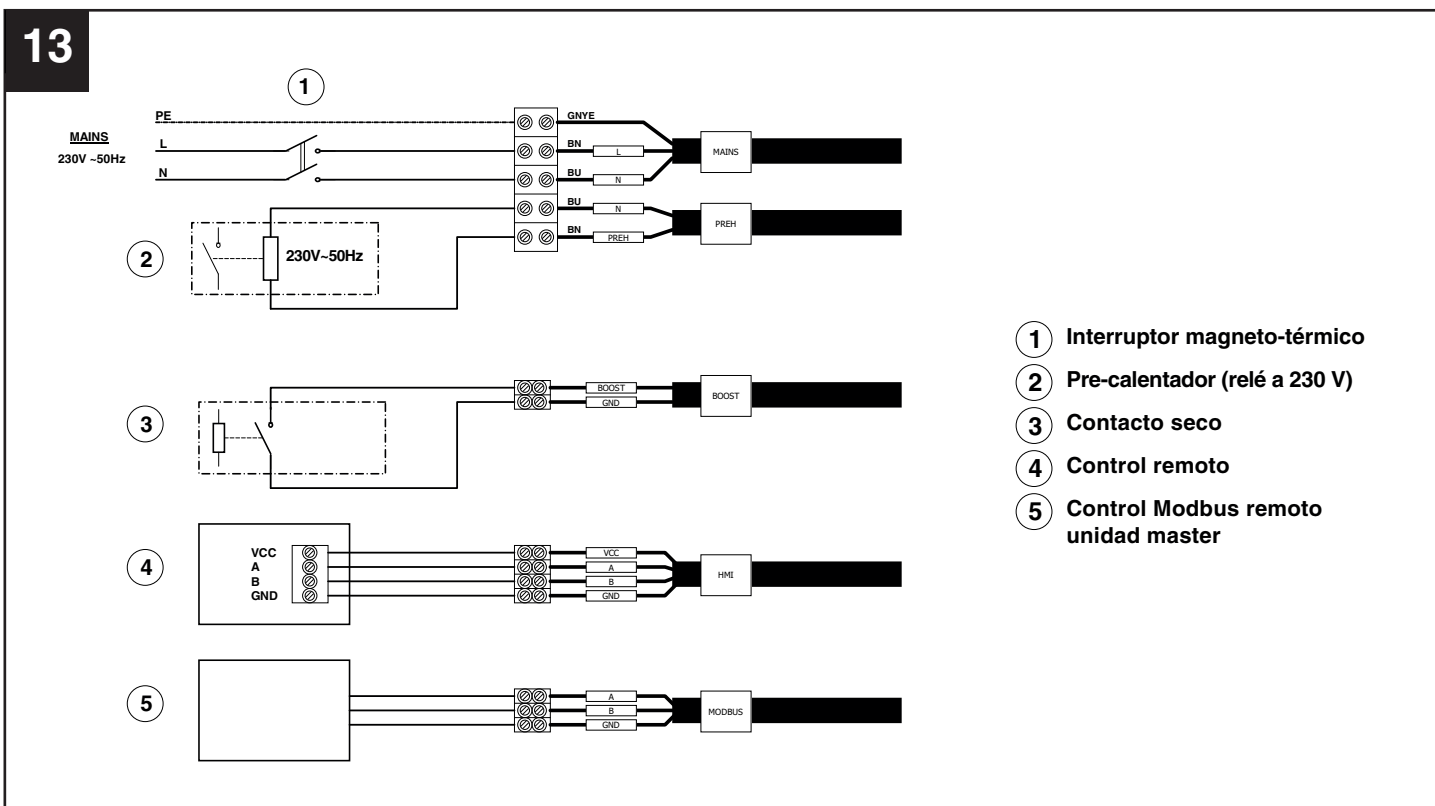 13
1
PE
GNYE
MAINS
230V ~50Hz
L
BN
L
MAINS
N
BU
N
BU
N
PREH
BN
PREH
2
230V~50Hz
3
BOOST
GND
BOOST
4
VCC
A
B
GND
VCC
A
B
GND
HMI
5
A
B
GND
MODBUS
1 Interruptor magneto-térmico
2 Pre-calentador (relé a 230 V)
3 Contacto seco
4 Control remoto
5 Control Modbus remoto
unidad master